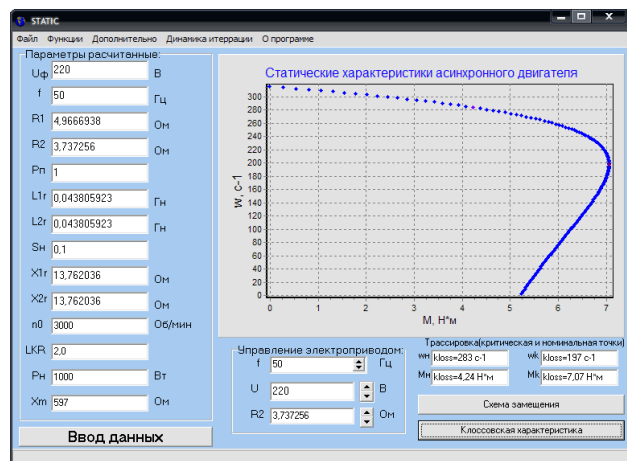 STATIC
Файл Функции Дополнительно Динамика итеррации О программе
Параметры расчитанные:
Uф 220 В
f 50 Гц
R1 4,9666938 Ом
R2 3,737256 Ом
Pп 1
L1r 0,043805923 Гн
L2r 0,043805923 Гн
Sн 0,1
X1r 13,762036 Ом
X2r 13,762036 Ом
n0 3000 Об/мин
LKR 2,0
Pн 1000 Вт
Xm 597 Ом
Ввод данных
Статические характеристики асинхронного двигателя
300
280
260
240
220
200
180
160
140
120
100
80
60
40
20
0
w, c-1
0 1 2 3 4 5 6 7
M, Н*м
Управление электроприводом:
f 50 Гц
U 220 В
R2 3,737256 Ом
Трассировка(критическая и номинальная точки)
wн kloss=283 c-1 wk kloss=197 c-1
Mн kloss=4,24 Н*м Mk kloss=7,07 Н*м
Схема замещения
Клоссовская характеристика